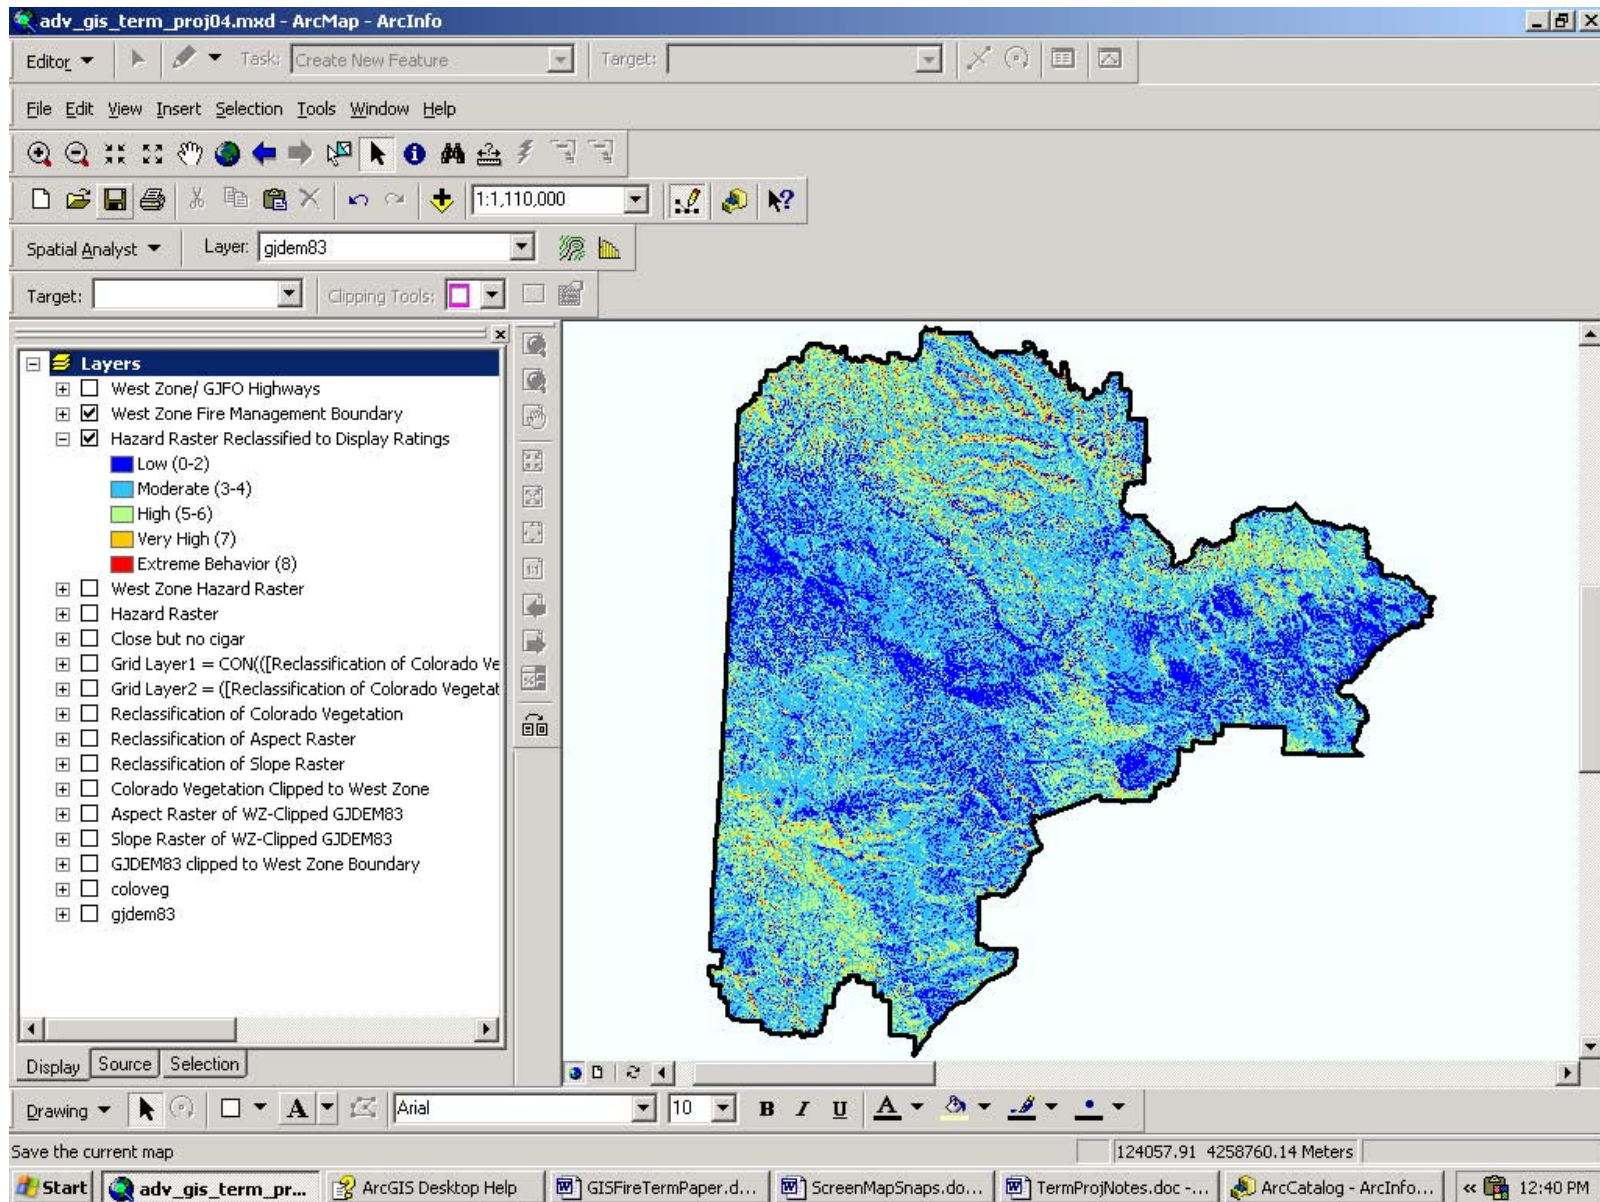 adv_gis_term_proj04.mxd - ArcMap - ArcInfo
Editor Task: Create New Feature Target:
File Edit View Insert Selection Tools Window Help
1:1,110,000
Spatial Analyst Layer: gjdem83
Target: Clipping Tools:
Layers
West Zone/ GJFO Highways
West Zone Fire Management Boundary
Hazard Raster Reclassified to Display Ratings
Low (0-2)
Moderate (3-4)
High (5-6)
Very High (7)
Extreme Behavior (8)
West Zone Hazard Raster
Hazard Raster
Close but no cigar
Grid Layer1 = CON(([Reclassification of Colorado Ve
Grid Layer2 = ([Reclassification of Colorado Vegetat
Reclassification of Colorado Vegetation
Reclassification of Aspect Raster
Reclassification of Slope Raster
Colorado Vegetation Clipped to West Zone
Aspect Raster of WZ-Clipped GJDEM83
Slope Raster of WZ-Clipped GJDEM83
GJDEM83 clipped to West Zone Boundary
coloveg
gjdem83
1:1
Display Source Selection
Drawing A Arial 10 B I U A
Save the current map 124057.91 4258760.14 Meters
Start adv_gis_term_pr... ArcGIS Desktop Help GISFireTermPaper.d... ScreenMapSnaps.do... TermProjNotes.doc -... ArcCatalog - ArcInfo... « 12:40 PM